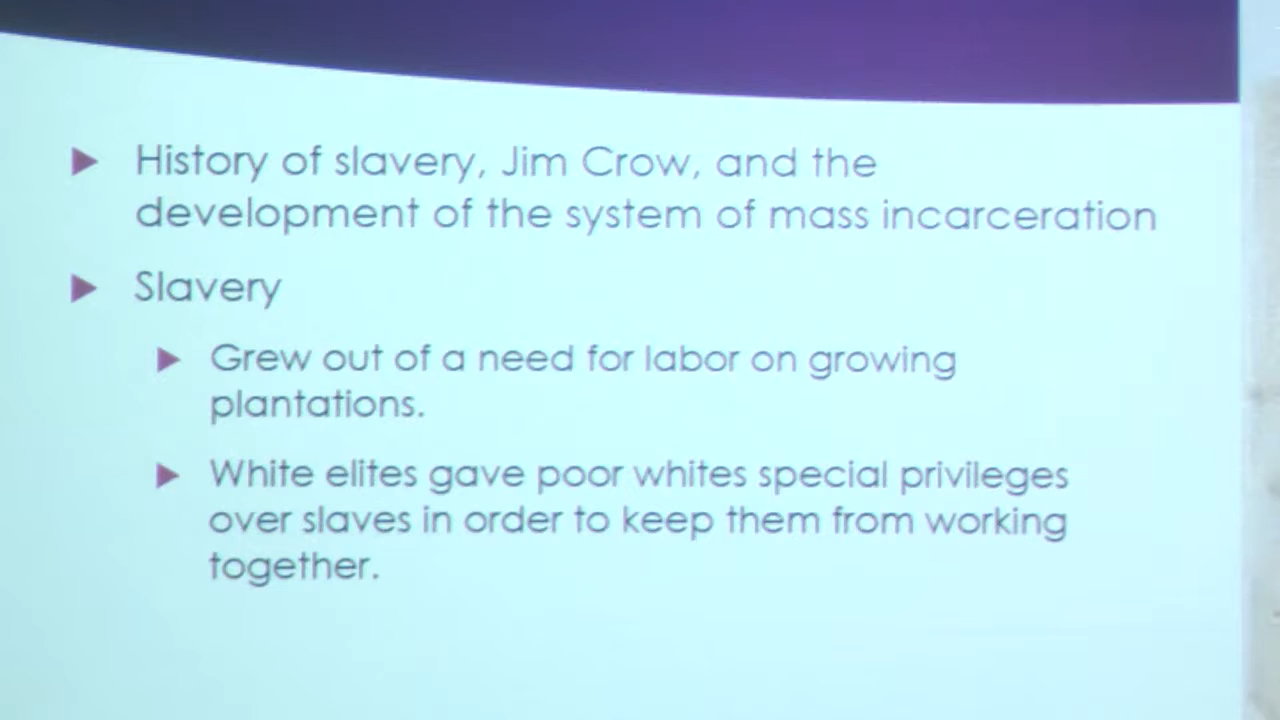 History of slavery, Jim Crow, and the
development of the system of mass incarceration
Slavery
Grew out of a need for labor on growing
plantations.
White elites gave poor whites special privileges
over slaves in order to keep them from working
together.